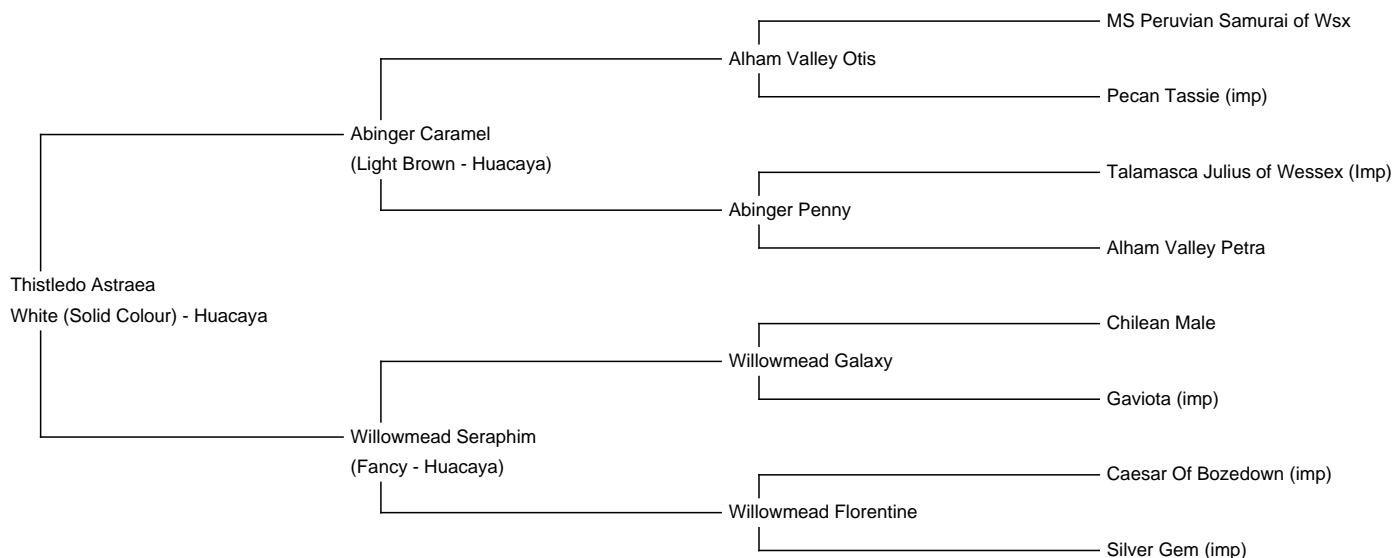 MS Peruvian Samurai of Wsx
Alham Valley Otis
Pecan Tassie (imp)
Abinger Caramel
(Light Brown - Huacaya)
Talamasca Julius of Wessex (Imp)
Abinger Penny
Alham Valley Petra
Thistledo Astraea
White (Solid Colour) - Huacaya
Chilean Male
Willowmead Galaxy
Gaviota (imp)
Willowmead Seraphim
(Fancy - Huacaya)
Caesar Of Bozedown (imp)
Willowmead Florentine
Silver Gem (imp)